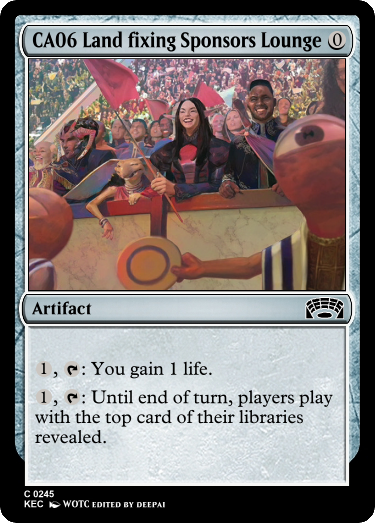 CA06 Land fixing Sponsors Lounge 0
Artifact
1, : You gain 1 life.
1, : Until end of turn, players play
with the top card of their libraries
revealed.
C 0245
KEC WOTC EDITED BY DEEPAI